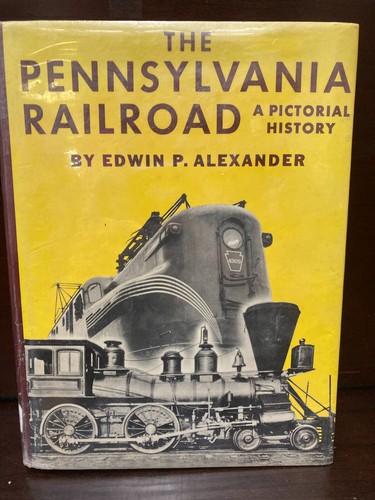 THE
PENNSYLVANIA
RAILROAD
A PICTORIAL
HISTORY
BY EDWIN P. ALEXANDER